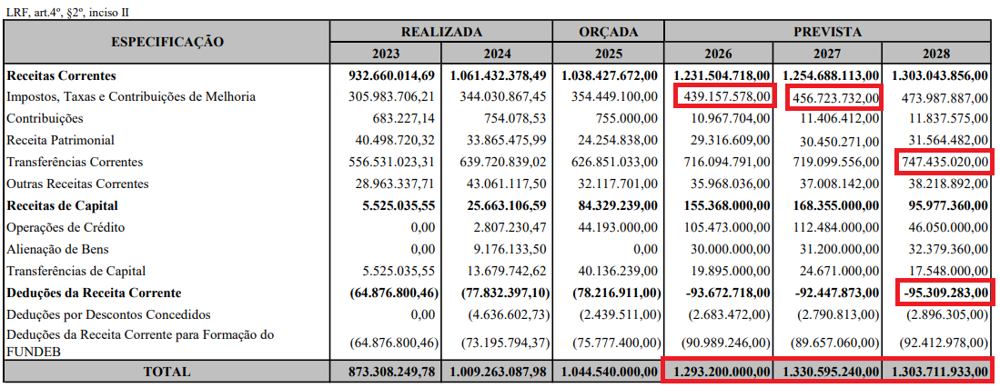 LRF, art.4º, §2º, inciso II
ESPECIFICAÇÃO REALIZADA ORÇADA PREVISTA
2023 2024 2025 2026 2027 2028
Receitas Correntes 932.660.014,69 1.061.432.378,49 1.038.427.672,00 1.231.504.718,00 1.254.688.113,00 1.303.043.856,00
Impostos, Taxas e Contribuições de Melhoria 305.983.706,21 344.030.867,45 354.449.100,00 439.157.578,00 456.723.732,00 473.987.887,00
Contribuições 683.227,14 754.078,53 755.000,00 10.967.704,00 11.406.412,00 11.837.575,00
Receita Patrimonial 40.498.720,32 33.865.475,99 24.254.838,00 29.316.609,00 30.450.271,00 31.564.482,00
Transferências Correntes 556.531.023,31 639.720.839,02 626.851.033,00 716.094.791,00 719.099.556,00 747.435.020,00
Outras Receitas Correntes 28.963.337,71 43.061.117,50 32.117.701,00 35.968.036,00 37.008.142,00 38.218.892,00
Receitas de Capital 5.525.035,55 25.663.106,59 84.329.239,00 155.368.000,00 168.355.000,00 95.977.360,00
Operações de Crédito 0,00 2.807.230,47 44.193.000,00 105.473.000,00 112.484.000,00 46.050.000,00
Alienação de Bens 0,00 9.176.133,50 0,00 30.000.000,00 31.200.000,00 32.379.360,00
Transferências de Capital 5.525.035,55 13.679.742,62 40.136.239,00 19.895.000,00 24.671.000,00 17.548.000,00
Deduções da Receita Corrente (64.876.800,46) (77.832.397,10) (78.216.911,00) -93.672.718,00 -92.447.873,00 -95.309.283,00
Deduções por Descontos Concedidos 0,00 (4.636.602,73) (2.439.511,00) (2.683.472,00) (2.790.813,00) (2.896.305,00)
Deduções da Receita Corrente para Formação do
FUNDEB (64.876.800,46) (73.195.794,37) (75.777.400,00) (90.989.246,00) (89.657.060,00) (92.412.978,00)
TOTAL 873.308.249,78 1.009.263.087,98 1.044.540.000,00 1.293.200.000,00 1.330.595.240,00 1.303.711.933,00